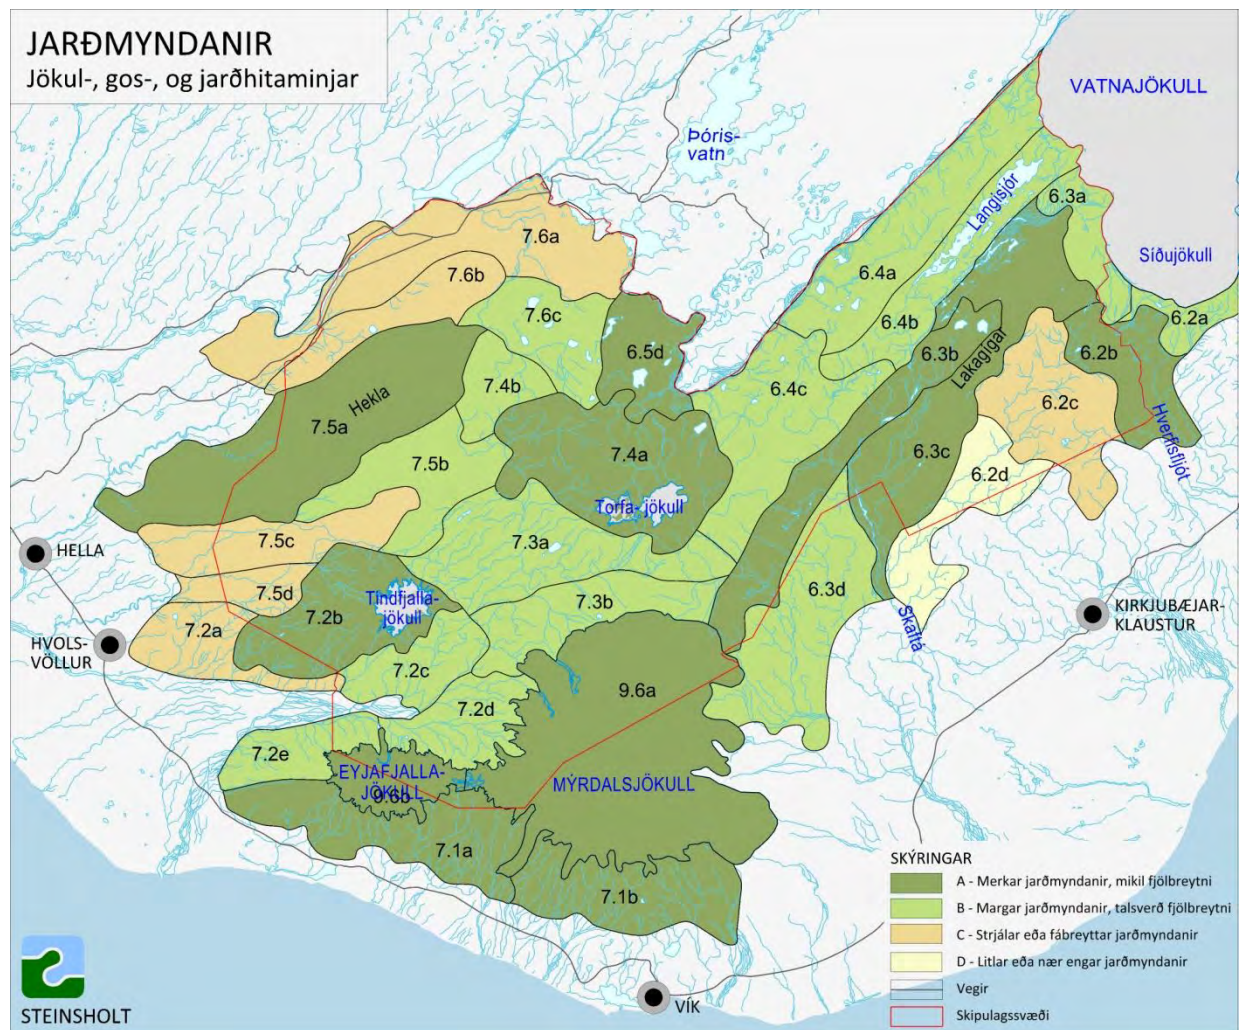 JARÐMYNDANIR
Jökul-, gos-, og jarðhitaminjar
VATNAJÖKULL
Þóris-
vatn
Langisjór
6.3a
Síðujökull
7.6a
7.6b
6.4a
7.6c
6.4b
6.2a
6.5d
6.3b
Lakagígar
6.2b
7.4b
6.4c
Hekla
7.5a
6.2c
Hverfisfljót
7.4a
6.3c
7.5b
6.2d
Torfa- jökull
7.5c
7.3a
HELLA
7.5d
Tindfjalla-
jökull
7.3b
6.3d
7.2b
7.2a
KIRKJUBÆJAR-
KLAUSTUR
Skaftá
HVOLS-
VÖLLUR
7.2c
9.6a
7.2d
7.2e
EYJAFJALLA-
JÖKULL
9.6b
MÝRDALSJÖKULL
7.1a
7.1b
SKÝRINGAR
A - Merkar jarðmyndanir, mikil fjölbreytni
B - Margar jarðmyndanir, talsverð fjölbreytni
C - Strjálar eða fábreyttar jarðmyndanir
D - Litlar eða nær engar jarðmyndanir
Vegir
Skipulagssvæði
VÍK
STEINSHOLT